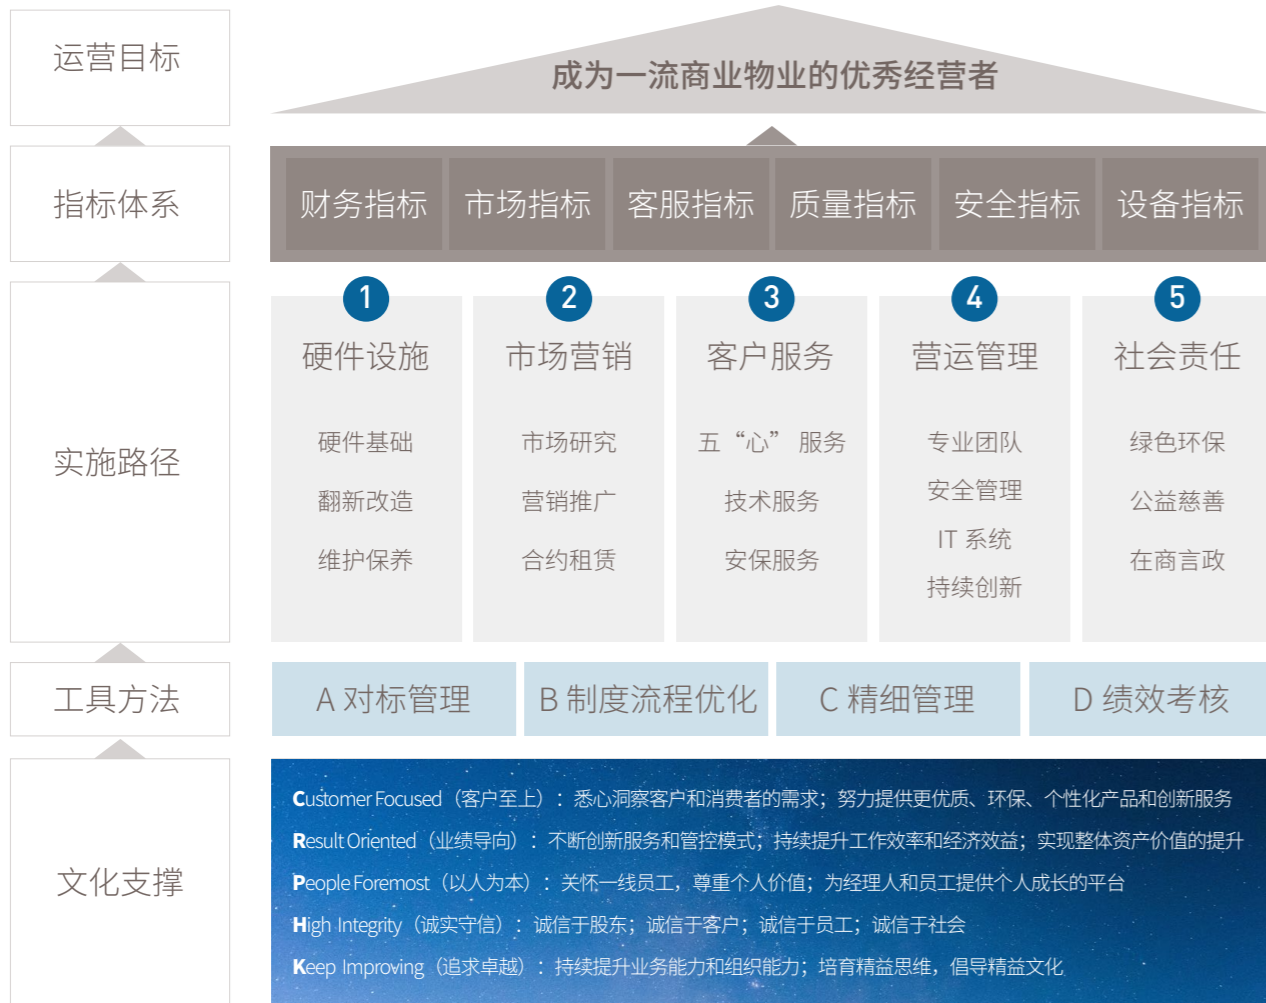 运营目标
成为一流商业物业的优秀经营者
指标体系
财务指标 市场指标 客服指标 质量指标 安全指标 设备指标
实施路径
1
硬件设施
硬件基础
翻新改造
维护保养
2
市场营销
市场研究
营销推广
合约租赁
3
客户服务
五“心”服务
技术服务
安保服务
4
营运管理
专业团队
安全管理
IT 系统
持续创新
5
社会责任
绿色环保
公益慈善
在商言政
工具方法
A 对标管理 B 制度流程优化 C 精细管理 D 绩效考核
文化支撑
Customer Focused（客户至上）：悉心洞察客户和消费者的需求；努力提供更优质、环保、个性化产品和创新服务
Result Oriented（业绩导向）：不断创新服务和管控模式；持续提升工作效率和经济效益；实现整体资产价值的提升
People Foremost（以人为本）：关怀一线员工，尊重个人价值；为经理人和员工提供个人成长的平台
High Integrity（诚实守信）：诚信于股东；诚信于客户；诚信于员工；诚信于社会
Keep Improving（追求卓越）：持续提升业务能力和组织能力；培育精益思维，倡导精益文化